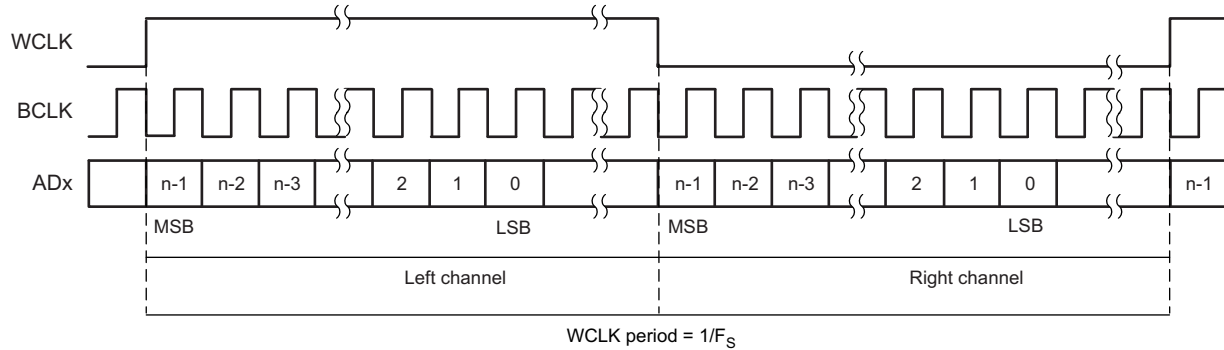 WCLK
BCLK
ADx
n-1 n-2 n-3 2 1 0 n-1 n-2 n-3 2 1 0 n-1
MSB LSB MSB LSB
Left channel Right channel
WCLK period = 1/FS